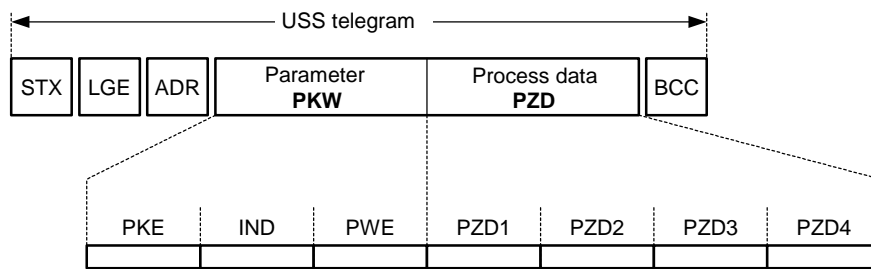 USS telegram
STX LGE ADR Parameter PKW Process data PZD BCC
PKE IND PWE PZD1 PZD2 PZD3 PZD4